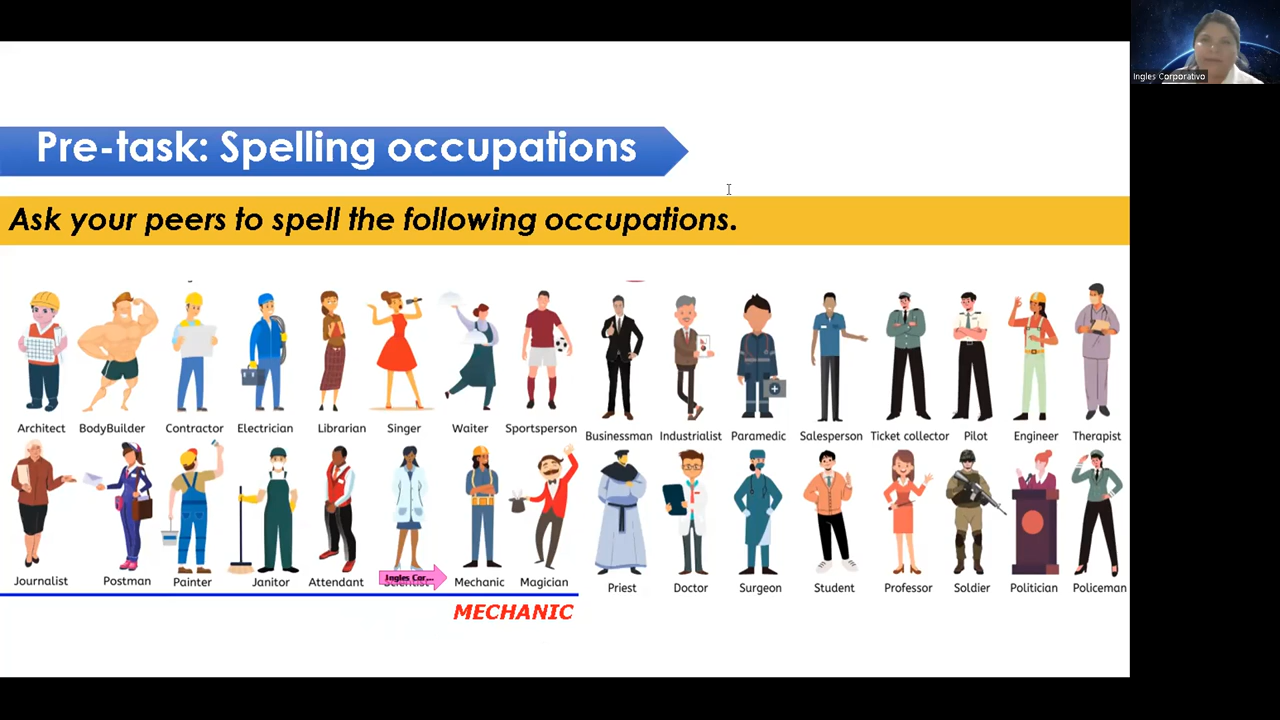 Ingles Corporativo
Pre-task: Spelling occupations
Ask your peers to spell the following occupations.
Architect BodyBuilder Contractor Electrician Librarian Singer Waiter Sportsperson Businessman Industrialist Paramedic Salesperson Ticket collector Pilot Engineer Therapist
Journalist Postman Painter Janitor Attendant Ingles Cor... Mechanic Magician Priest Doctor Surgeon Student Professor Soldier Politician Policeman
MECHANIC